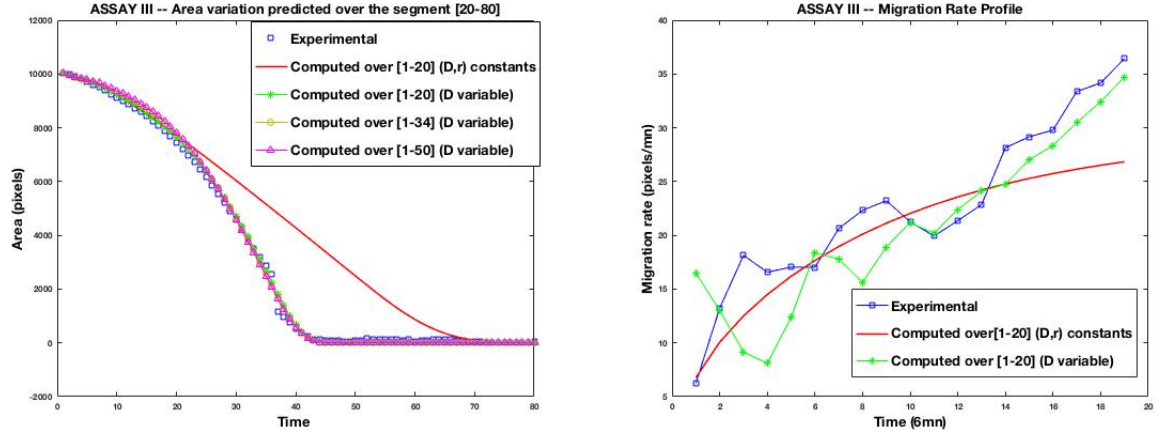 ASSAY III -- Area variation predicted over the segment [20-80]
12000
10000
8000
6000
4000
2000
0
-2000
Area (pixels)
Experimental
Computed over [1-20] (D,r) constants
Computed over [1-20] (D variable)
Computed over [1-34] (D variable)
Computed over [1-50] (D variable)
0 10 20 30 40 50 60 70 80
Time
ASSAY III -- Migration Rate Profile
40
35
30
25
20
15
10
5
Migration rate (pixels/mn)
Experimental
Computed over[1-20] (D,r) constants
Computed over [1-20] (D variable)
0 2 4 6 8 10 12 14 16 18 20
Time (6mn)